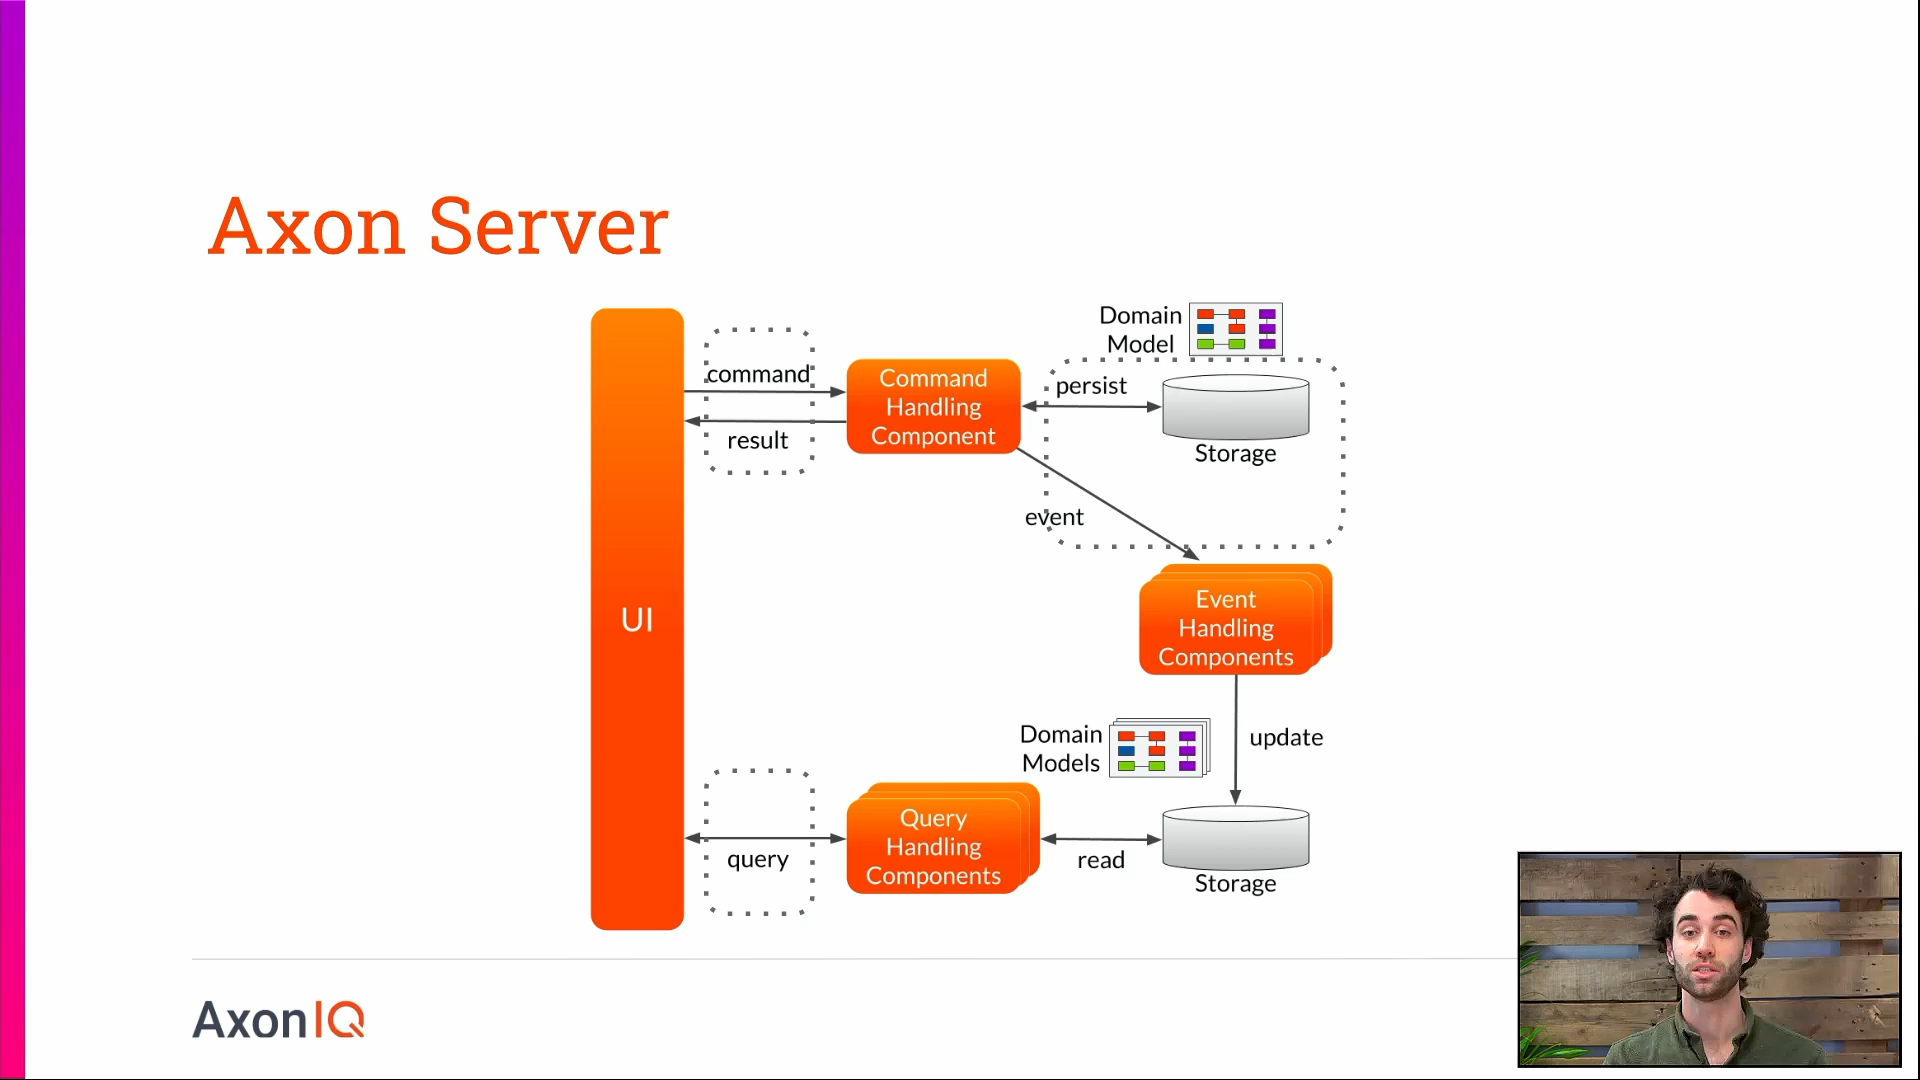 Axon Server
Domain
Model
command
result
Command
Handling
Component
persist
Storage
event
UI
Event
Handling
Components
Domain
Models
update
query
Query
Handling
Components
read
Storage
AxonIQ